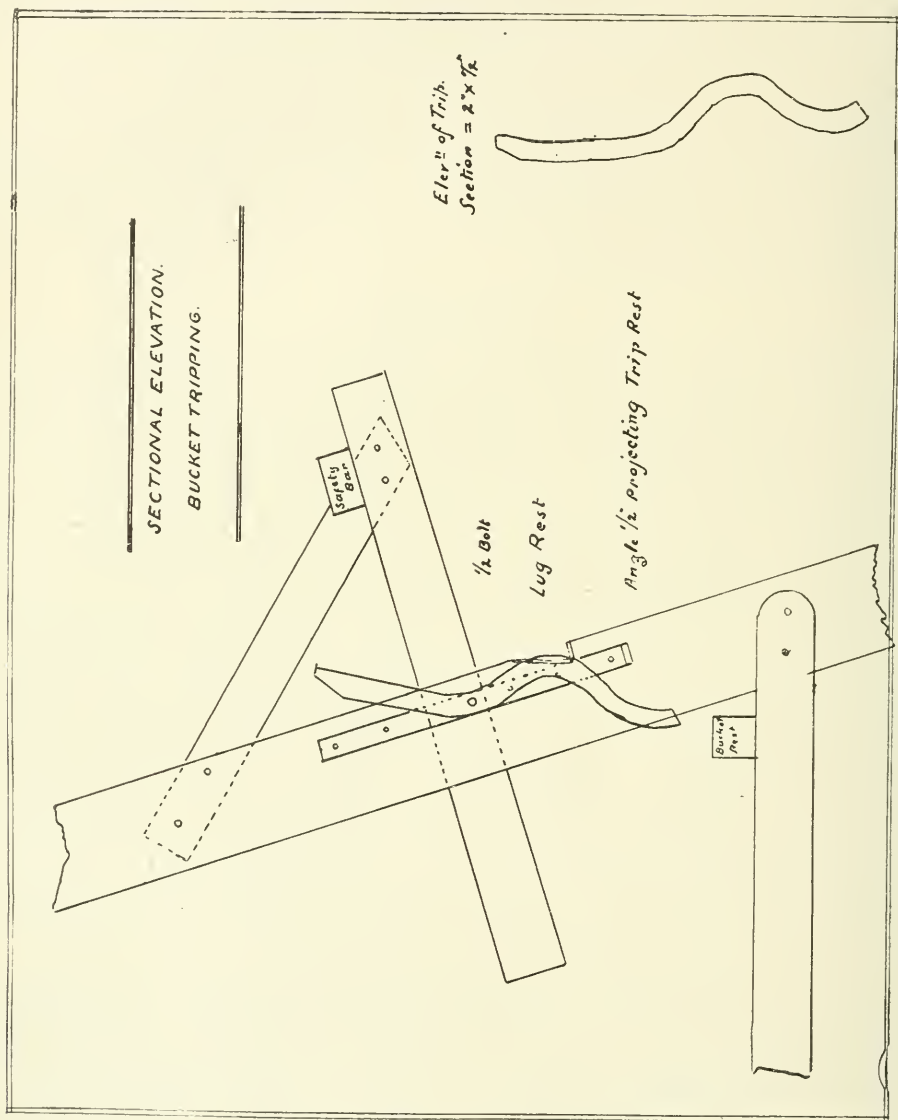 SECTIONAL ELEVATION.
BUCKET TRIPPING.
Elevn of Trip.
Section = 2" x 1/2"
Safety
Bar
1/2 Bolt
Lug Rest
Angle 1/2 Projecting Trip Rest
Bucket
Rest